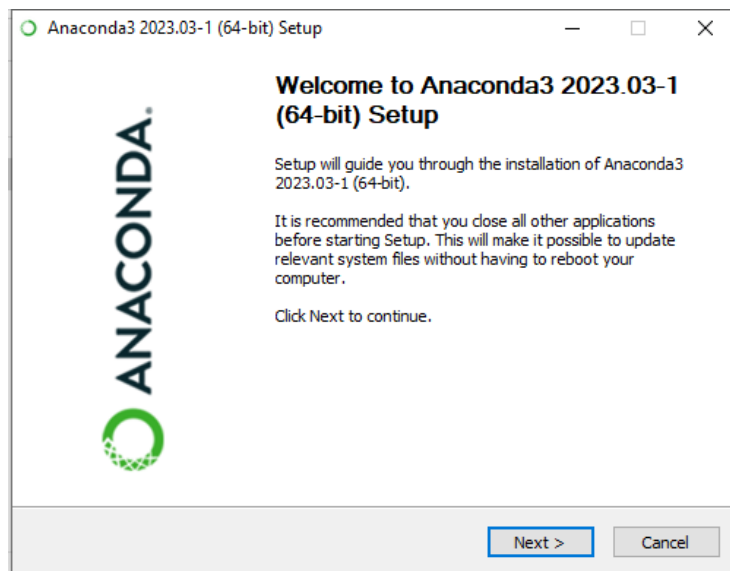 Anaconda3 2023.03-1 (64-bit) Setup
Welcome to Anaconda3 2023.03-1
(64-bit) Setup
Setup will guide you through the installation of Anaconda3
2023.03-1 (64-bit).
It is recommended that you close all other applications
before starting Setup. This will make it possible to update
relevant system files without having to reboot your
computer.
Click Next to continue.
ANACONDA.
Next >
Cancel